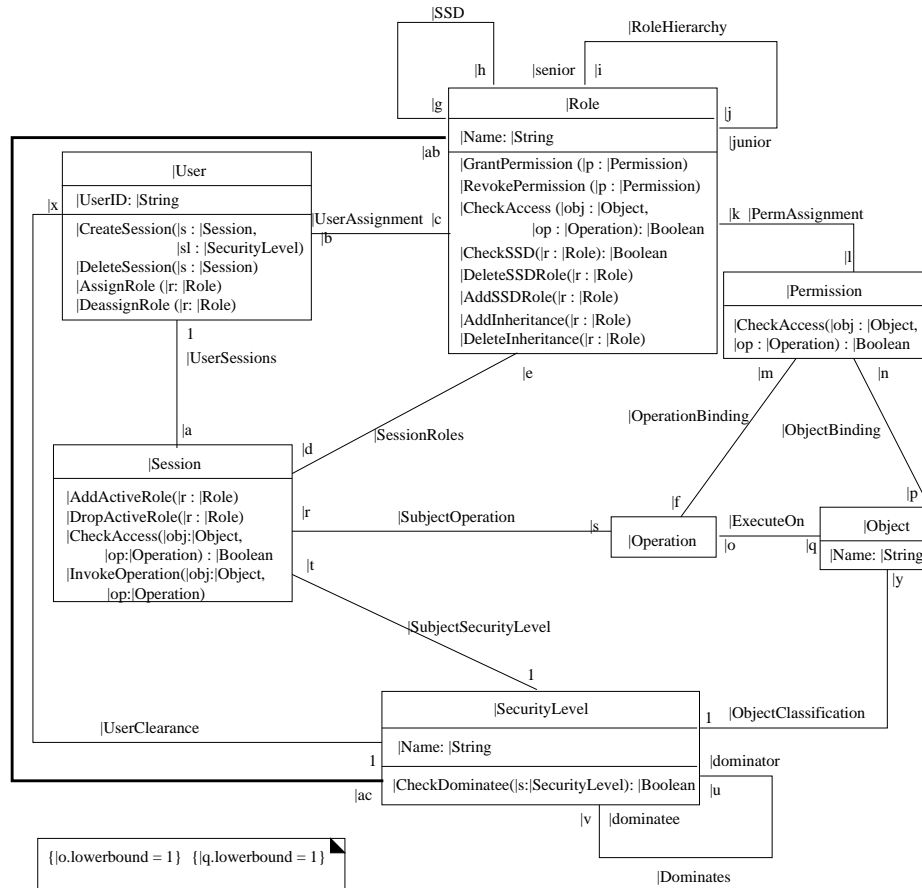 |SSD
|RoleHierarchy
|h
|senior
|i
|g
|Role
|j
|Name: |String
|junior
|ab
|GrantPermission (|p : |Permission)
|RevokePermission (|p : |Permission)
|CheckAccess (|obj : |Object,
|op : |Operation): |Boolean
|CheckSSD(|r : |Role): |Boolean
|DeleteSSDRole(|r : |Role)
|AddSSDRole(|r : |Role)
|AddInheritance(|r : |Role)
|DeleteInheritance(|r : |Role)
|User
|x
|UserID: |String
|CreateSession(|s : |Session,
|sl : |SecurityLevel)
|DeleteSession(|s : |Session)
|AssignRole (|r: |Role)
|DeassignRole (|r: |Role)
|UserAssignment
|c
|b
|k |PermAssignment
|l
|Permission
|CheckAccess(|obj : |Object,
|op : |Operation) : |Boolean
1
|UserSessions
|e
|m
|n
|OperationBinding
|ObjectBinding
|a
|d
|SessionRoles
|Session
|AddActiveRole(|r : |Role)
|DropActiveRole(|r : |Role)
|CheckAccess(|obj:|Object,
|op:|Operation) : |Boolean
|InvokeOperation(|obj:|Object,
|op:|Operation)
|r
|SubjectOperation
|s
|f
|Operation
|ExecuteOn
|o
|q
|p
|Object
|Name: |String
|y
|t
|SubjectSecurityLevel
1
|SecurityLevel
|Name: |String
|CheckDominatee(|s:|SecurityLevel): |Boolean
1
|ObjectClassification
|UserClearance
1
|ac
|dominator
|u
|v
|dominatee
|Dominates
{|o.lowerbound = 1} {|q.lowerbound = 1}